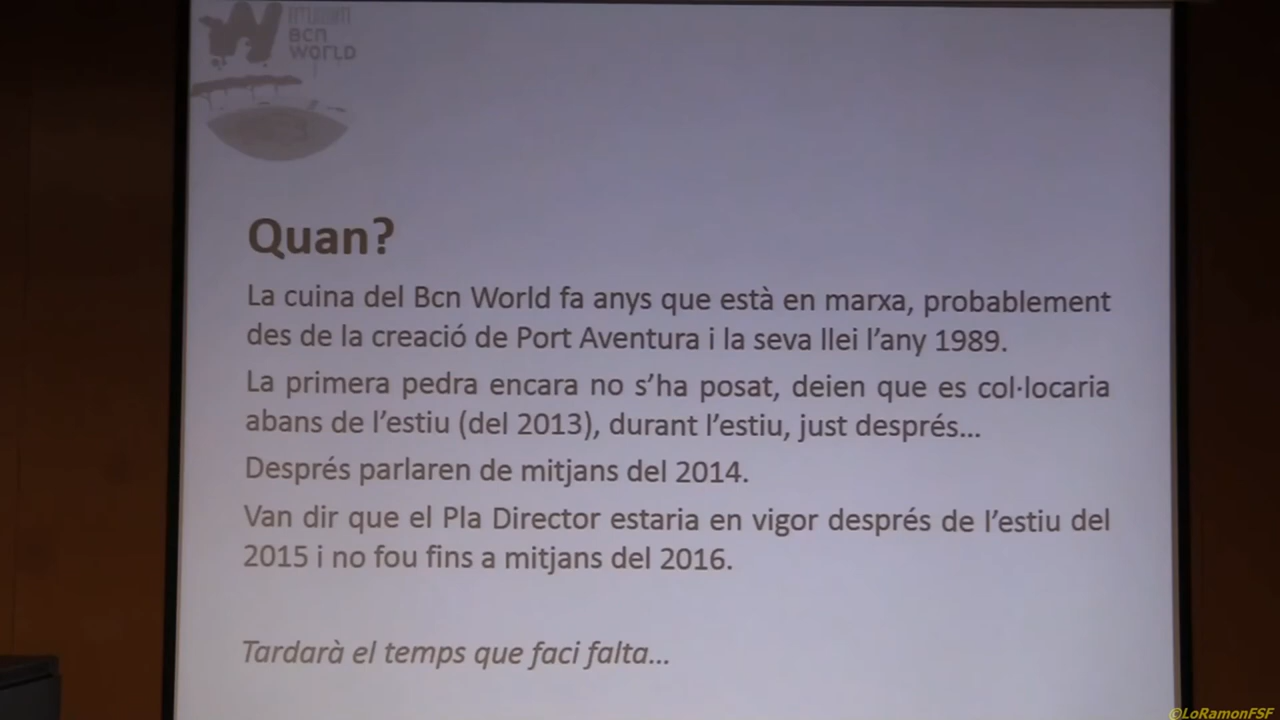 BCN
WORLD
Quan?
La cuina del Bcn World fa anys que està en marxa, probablement
des de la creació de Port Aventura i la seva llei l’any 1989.
La primera pedra encara no s’ha posat, deien que es col·locaria
abans de l’estiu (del 2013), durant l’estiu, just després...
Després parlaren de mitjans del 2014.
Van dir que el Pla Director estaria en vigor després de l’estiu del
2015 i no fou fins a mitjans del 2016.
Tardarà el temps que faci falta...
©LoRamonFSF